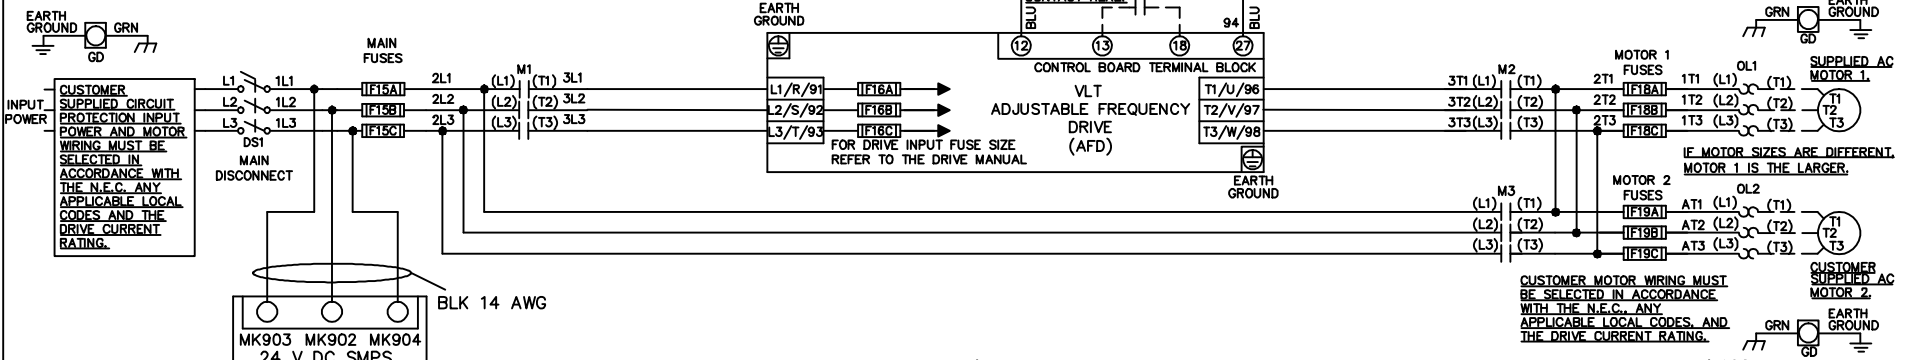 EARTH
GROUND
GRN
GD
INPUT
POWER
CUSTOMER
SUPPLIED CIRCUIT
PROTECTION INPUT
POWER AND MOTOR
WIRING MUST BE
SELECTED IN
ACCORDANCE WITH
THE N.E.C. ANY
APPLICABLE LOCAL
CODES AND THE
DRIVE CURRENT
RATING.
L1 1L1
L2 1L2
L3 1L3
DS1
MAIN
DISCONNECT
MAIN
FUSES
F15A
F15B
F15C
2L1
2L2
2L3
M1
(L1) (T1) 3L1
(L2) (T2) 3L2
(L3) (T3) 3L3
BLK 14 AWG
MK903 MK902 MK904
24 V DC SMPS
EARTH
GROUND
BLU
94
BLU
12 13 18 27
CONTROL BOARD TERMINAL BLOCK
L1/R/91
L2/S/92
L3/T/93
F16A
F16B
F16C
FOR DRIVE INPUT FUSE SIZE
REFER TO THE DRIVE MANUAL
VLT
ADJUSTABLE FREQUENCY
DRIVE
(AFD)
T1/U/96
T2/V/97
T3/W/98
EARTH
GROUND
M2
3T1 (L1) (T1)
3T2(L2) (T2)
3T3(L3) (T3)
M3
(L1) (T1)
(L2) (T2)
(L3) (T3)
MOTOR 1
FUSES
2T1 F18A 1T1 (L1)
2T2 F18B 1T2 (L2)
2T3 F18C 1T3 (L3)
OL1
(T1)
(T2)
(T3)
GRN
GD
EARTH
GROUND
SUPPLIED AC
MOTOR 1.
T1
T2
T3
IF MOTOR SIZES ARE DIFFERENT,
MOTOR 1 IS THE LARGER.
MOTOR 2
FUSES
F19A AT1 (L1)
F19B AT2 (L2)
F19C AT3 (L3)
OL2
(T1)
(T2)
(T3)
T1
T2
T3
CUSTOMER
SUPPLIED AC
MOTOR 2.
CUSTOMER MOTOR WIRING MUST
BE SELECTED IN ACCORDANCE
WITH THE N.E.C., ANY
APPLICABLE LOCAL CODES, AND
THE DRIVE CURRENT RATING.
GRN
GD
EARTH
GROUND